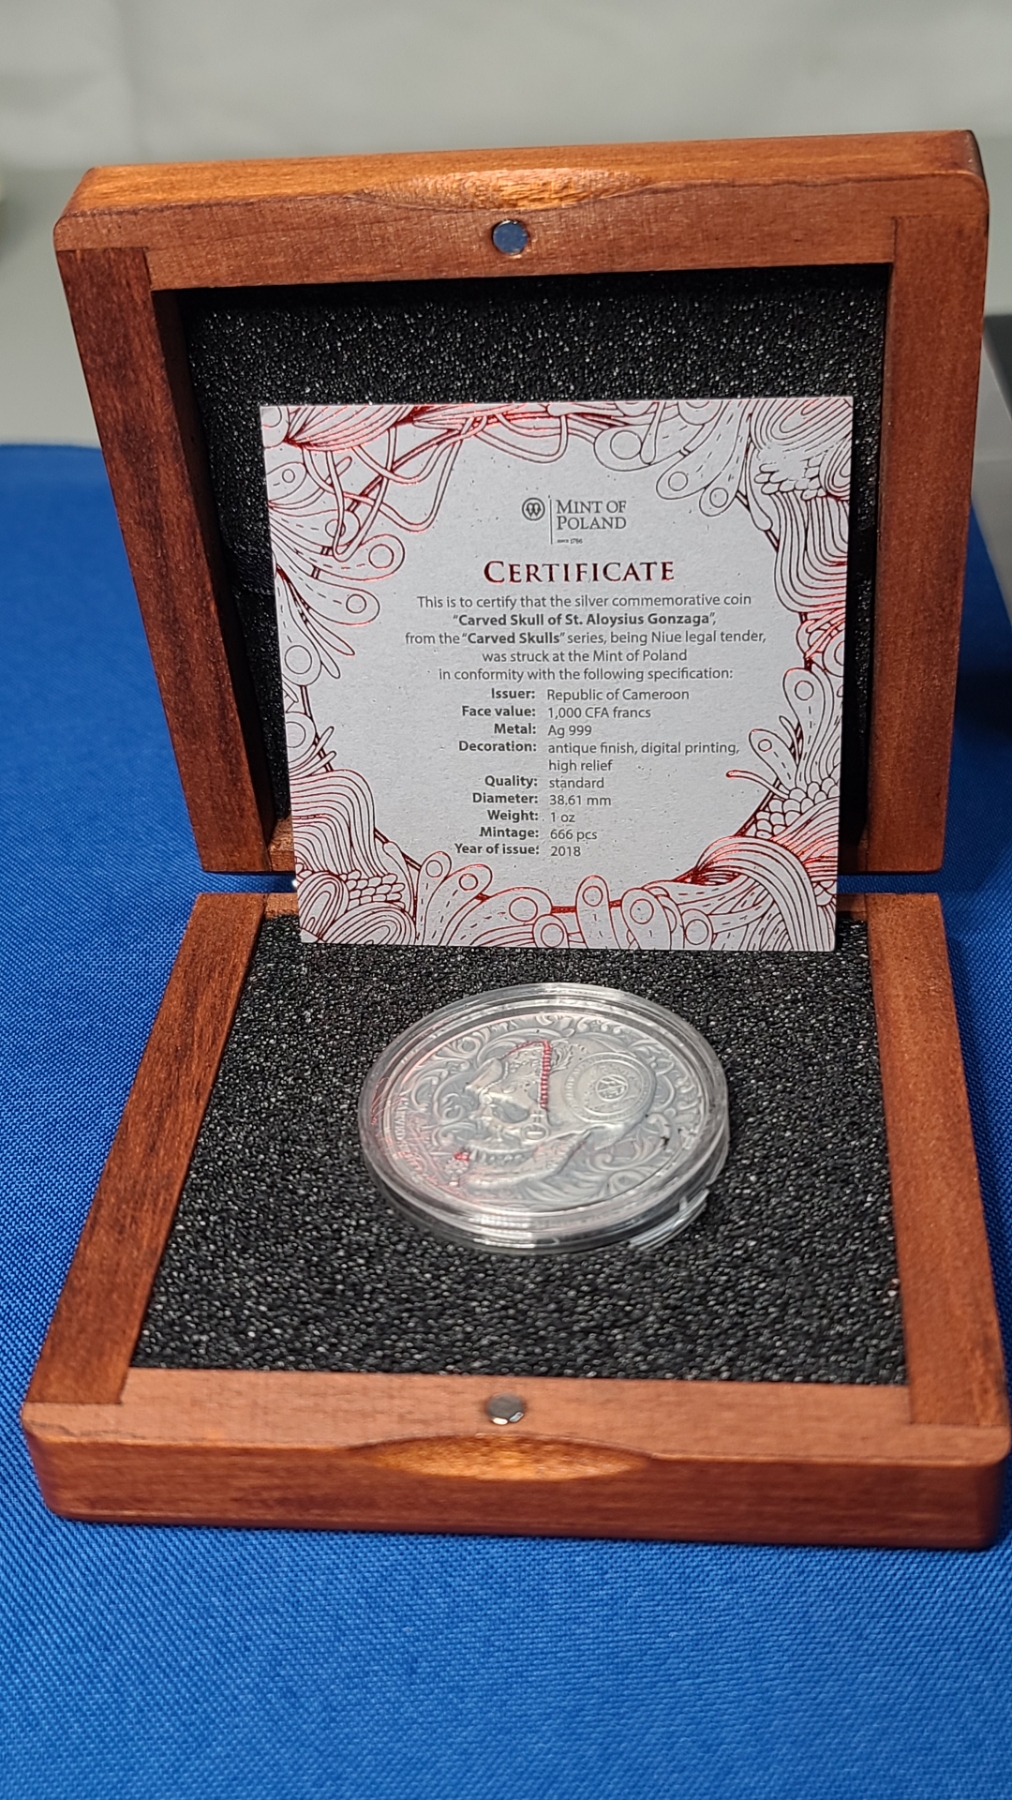 MINT OF
POLAND
since 1766
CERTIFICATE
This is to certify that the silver commemorative coin
“Carved Skull of St. Aloysius Gonzaga”,
from the “Carved Skulls” series, being Niue legal tender,
was struck at the Mint of Poland
in conformity with the following specification:
Issuer: Republic of Cameroon
Face value: 1,000 CFA francs
Metal: Ag 999
Decoration: antique finish, digital printing,
high relief
Quality: standard
Diameter: 38,61 mm
Weight: 1 oz
Mintage: 666 pcs
Year of issue: 2018